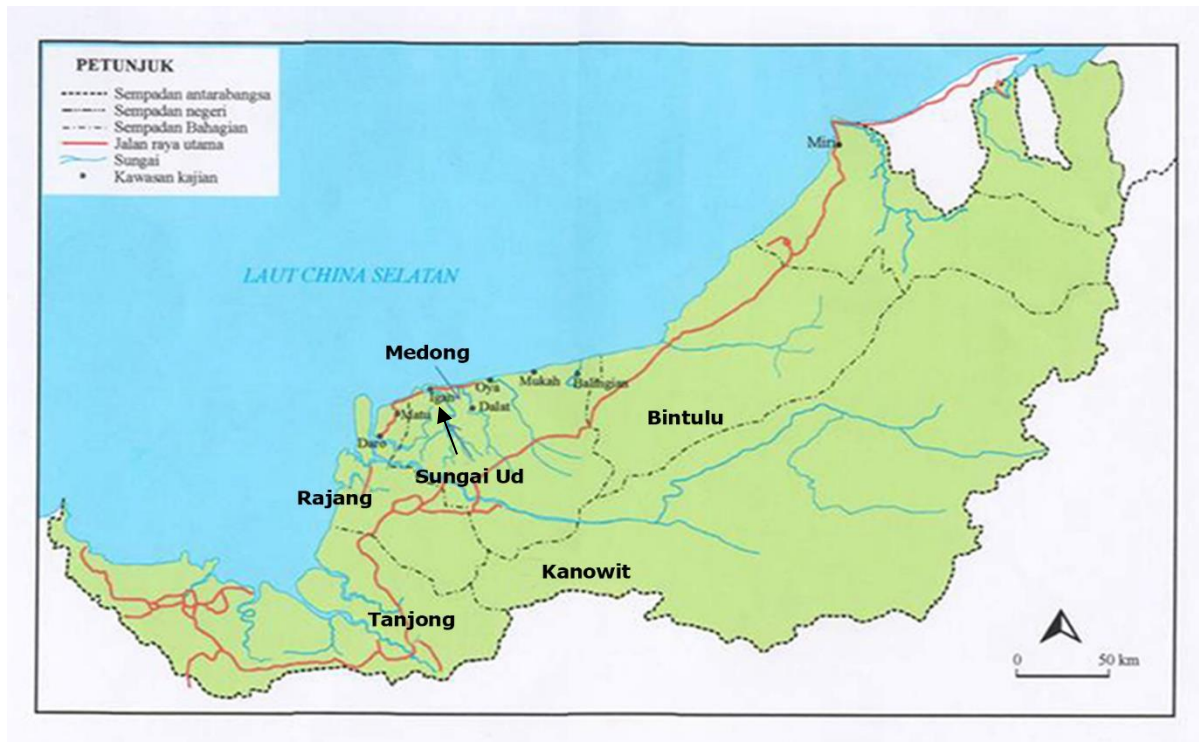 PETUNJUK
Sempadan antarabangsa
Sempadan negeri
Sempadan Bahagian
Jalan raya utama
Sungai
Kawasan kajian
Miri
LAUT CHINA SELATAN
Medong
Igan
Oya
Mukah
Balingian
Matu
Dalat
Bintulu
Daro
Sungai Ud
Rajang
Kanowit
Tanjong
0 50 km